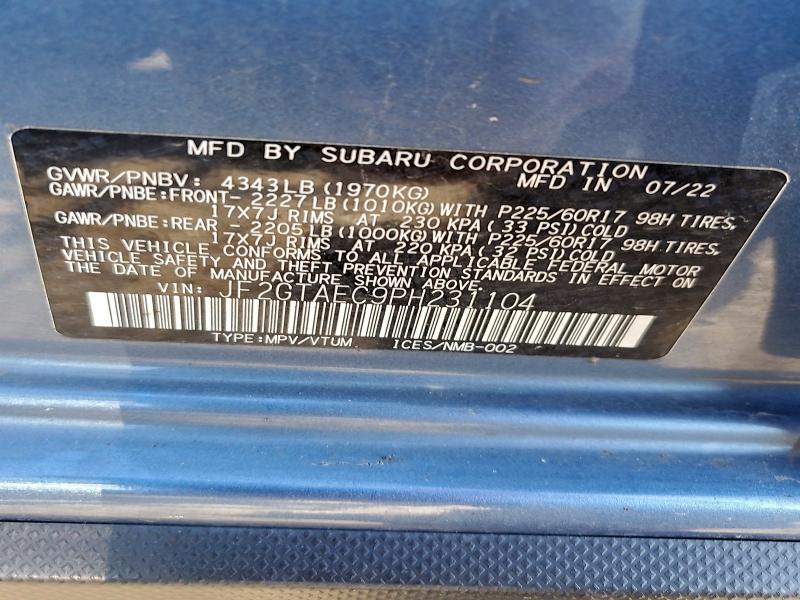 MFD BY SUBARU CORPORATION
GVWR/PNBV: 4343LB (1970KG) MFD IN 07/22
GAWR/PNBE:FRONT- 2227LB (1010KG) WITH P225/60R17 98H TIRES,
17X7J RIMS AT 230 KPA ( 33 PSI) COLD
GAWR/PNBE:REAR - 2205LB (1000KG) WITH P225/60R17 98H TIRES,
17X7J RIMS AT 220 KPA ( 32 PSI) COLD
THIS VEHICLE CONFORMS TO ALL APPLICABLE FEDERAL MOTOR
VEHICLE SAFETY AND THEFT PREVENTION STANDARDS IN EFFECT ON
THE DATE OF MANUFACTURE SHOWN ABOVE.
VIN: JF2GTAEC9PH231104
TYPE:MPV/VTUM ICES/NMB-002